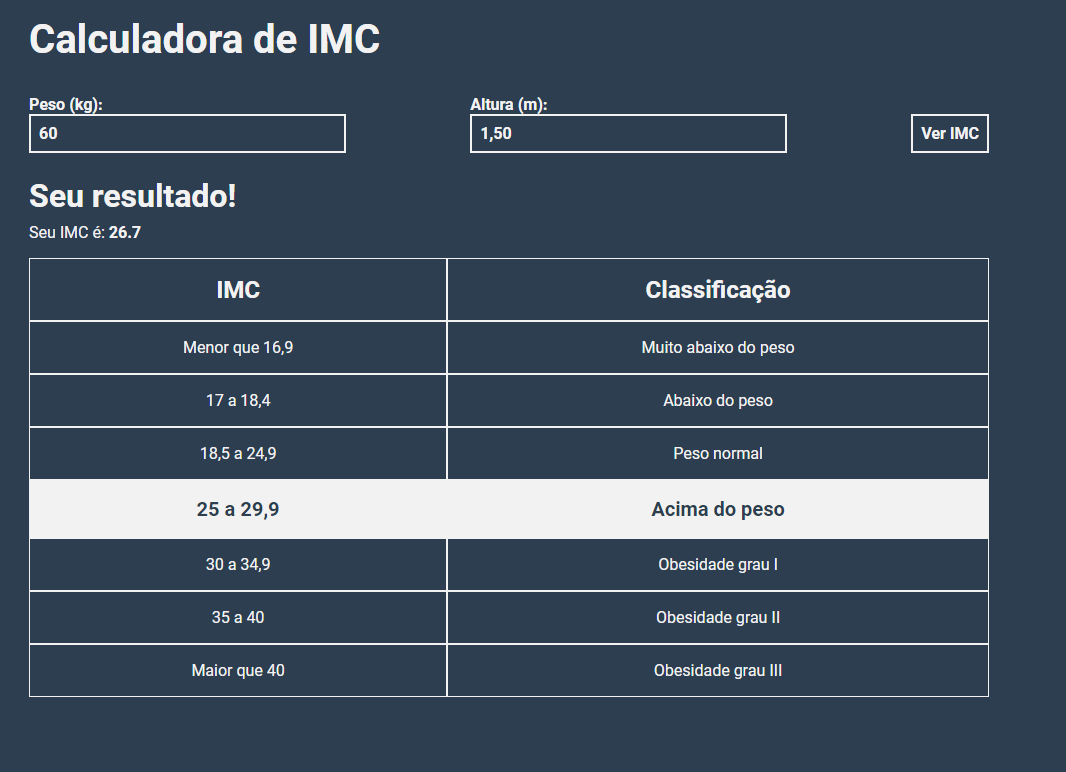 Calculadora de IMC
Peso (kg): Altura (m):
60 1,50 Ver IMC
Seu resultado!
Seu IMC é: 26.7
IMC Classificação
Menor que 16,9 Muito abaixo do peso
17 a 18,4 Abaixo do peso
18,5 a 24,9 Peso normal
25 a 29,9 Acima do peso
30 a 34,9 Obesidade grau I
35 a 40 Obesidade grau II
Maior que 40 Obesidade grau III